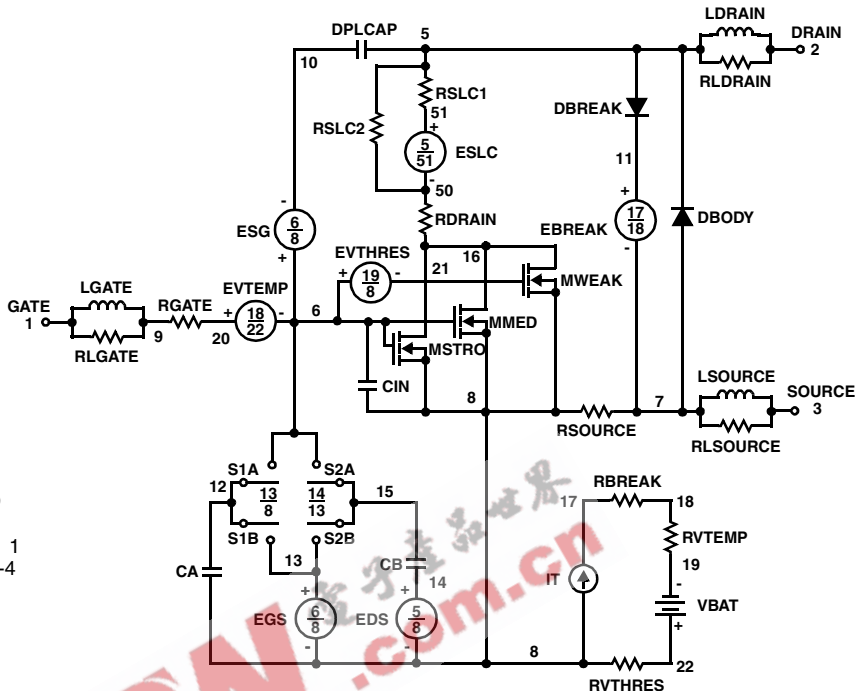 LDRAIN
DPLCAP
5
DRAIN
2
10
RLDRAIN
RSLC1
51
RSLC2
DBREAK
+
5
51
ESLC
-
50
11
-
RDRAIN
+
6
8
ESG
17
18
EBREAK
DBODY
+
EVTHRES
16
-
+
19
8
-
21
MWEAK
LGATE
EVTEMP
GATE
1
RGATE
+
18
22
-
6
MMED
9
20
RLGATE
MSTRO
LSOURCE
CIN
8
7
SOURCE
3
RSOURCE
RLSOURCE
S1A
S2A
12
13
8
14
13
15
RBREAK
17
18
S1B
S2B
RVTEMP
13
CB
19
1
-4
CA
14
IT
-
+
+
VBAT
EGS
6
8
EDS
5
8
+
-
-
8
22
RVTHRES
.com.cn